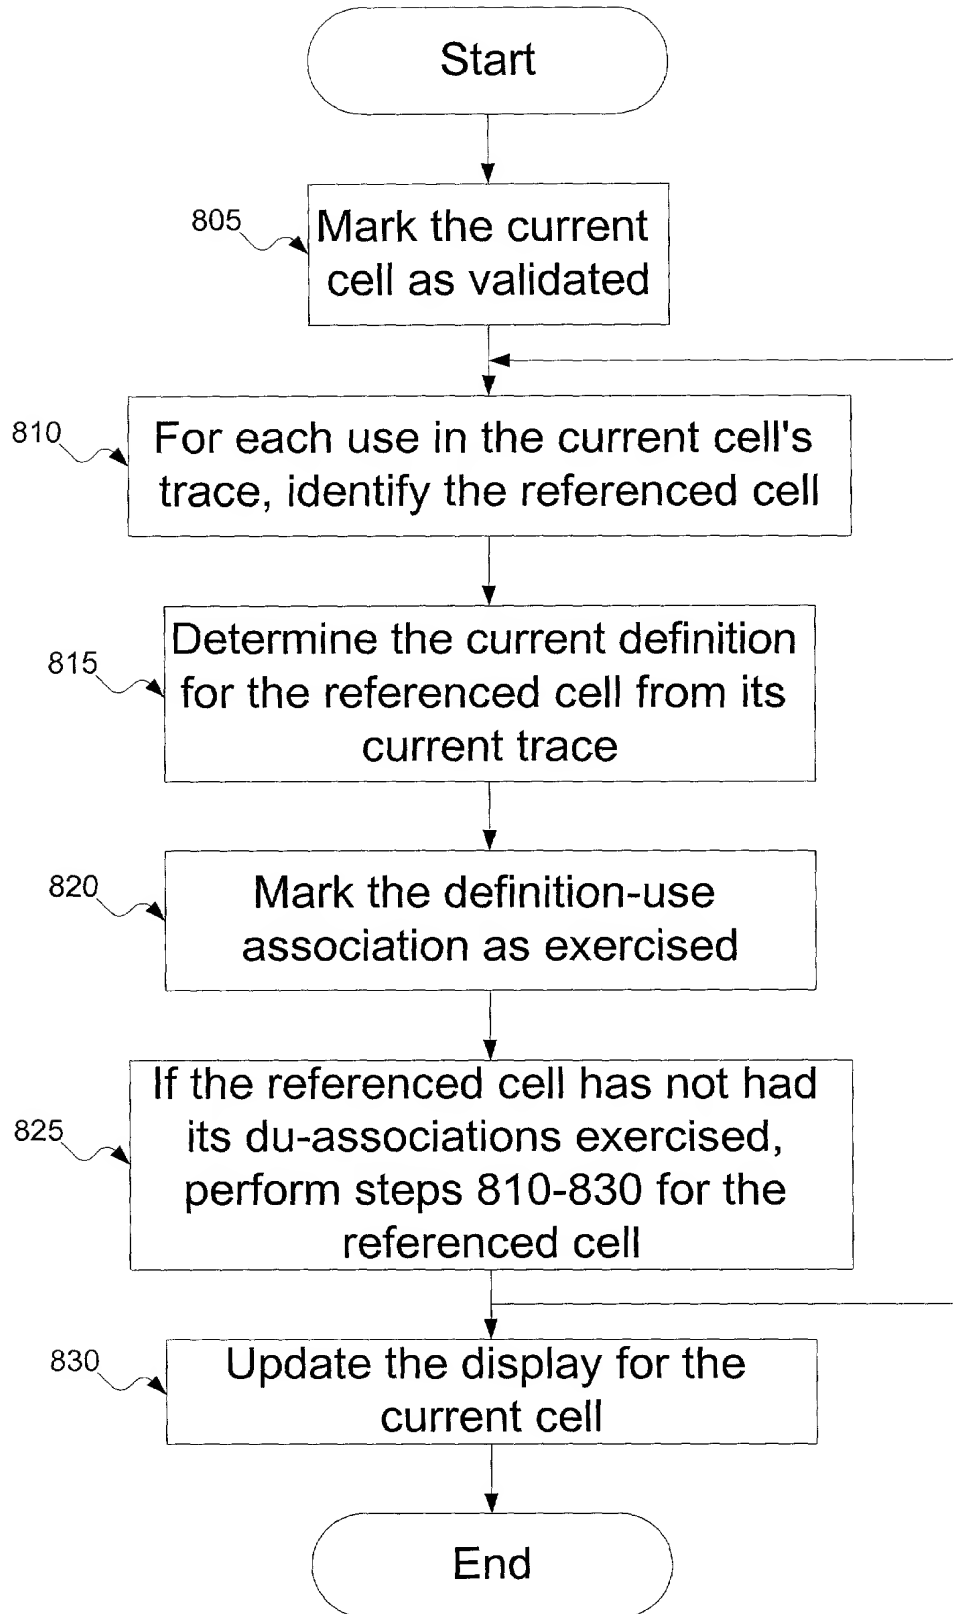 Start
805
Mark the current
cell as validated
810
For each use in the current cell's
trace, identify the referenced cell
815
Determine the current definition
for the referenced cell from its
current trace
820
Mark the definition-use
association as exercised
825
If the referenced cell has not had
its du-associations exercised,
perform steps 810-830 for the
referenced cell
830
Update the display for the
current cell
End